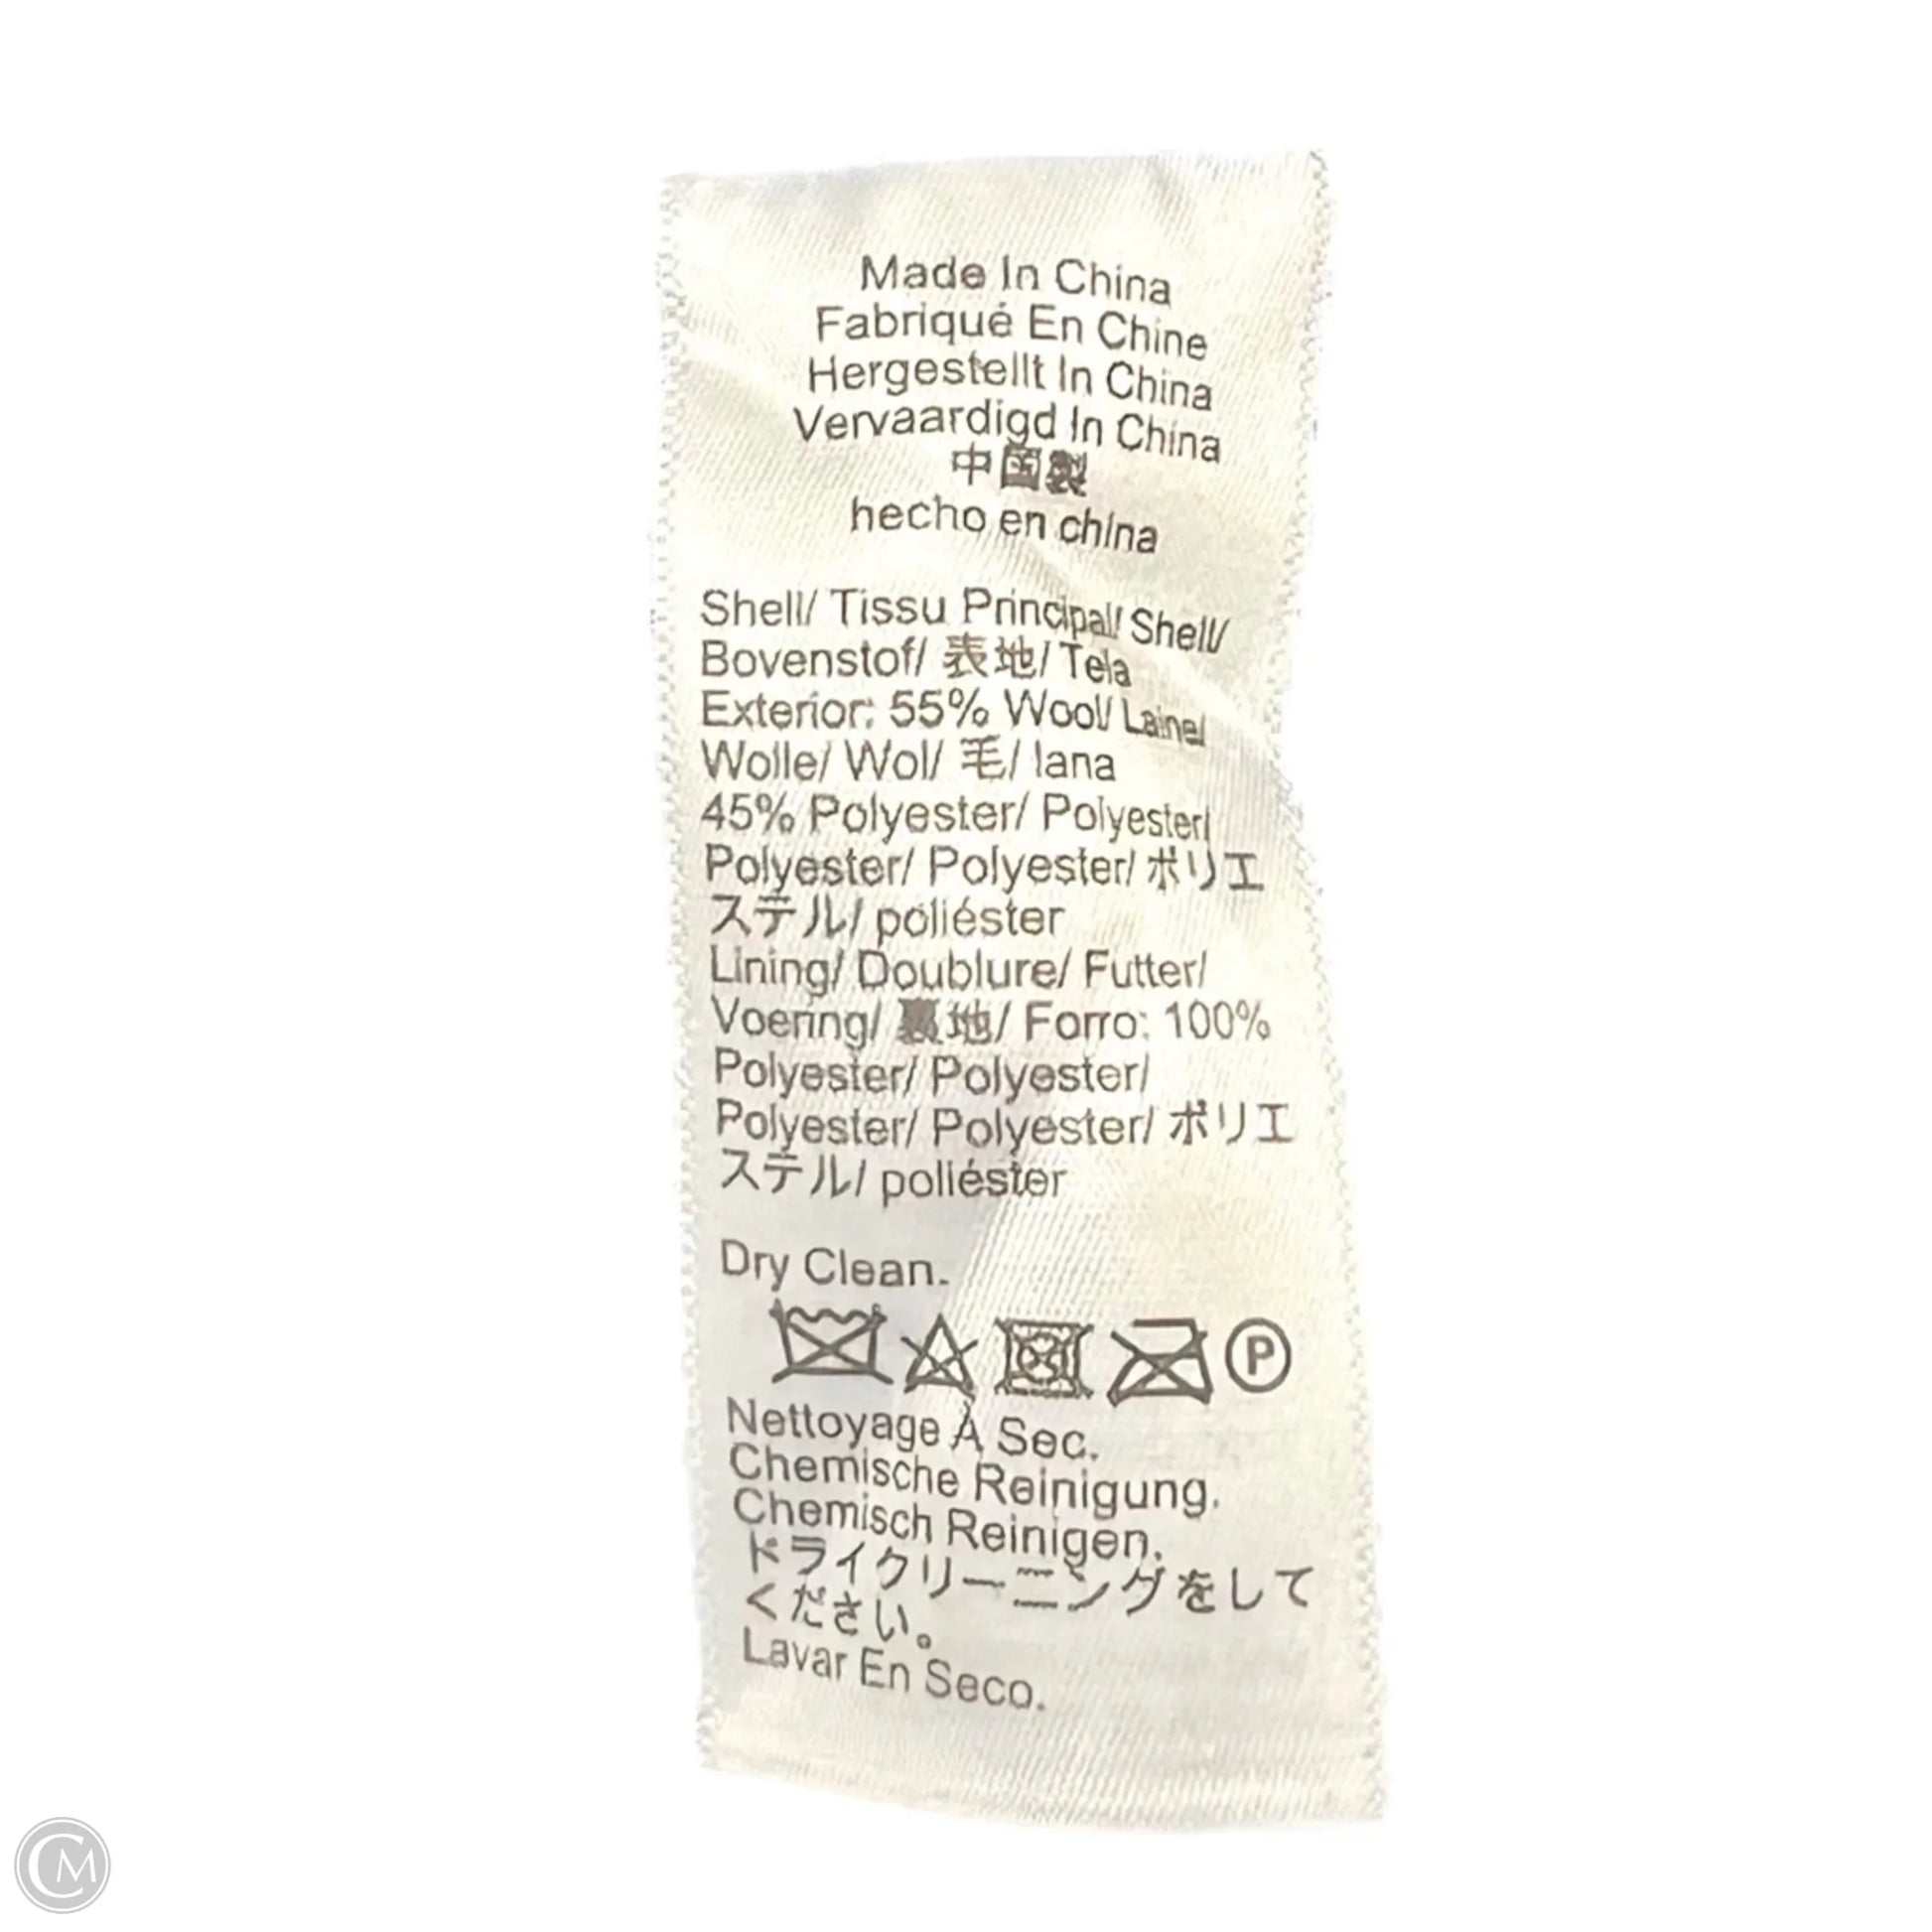 Made In China
Fabriqué En Chine
Hergestellt In China
Vervaardigd In China
中国製
hecho en china
Shell/ Tissu Principal/ Shell/
Bovenstof/ 表地/ Tela
Exterior: 55% Wool/ Laine/
Wolle/ Wol/ 毛/ lana
45% Polyester/ Polyester/
Polyester/ Polyester/ ポリエ
ステル/ poliéster
Lining/ Doublure/ Futter/
Voering/ 裏地/ Forro: 100%
Polyester/ Polyester/
Polyester/ Polyester/ ポリエ
ステル/ poliéster
Dry Clean.
P
Nettoyage À Sec.
Chemische Reinigung.
Chemisch Reinigen.
ドライクリーニングをして
ください。
Lavar En Seco.
CM